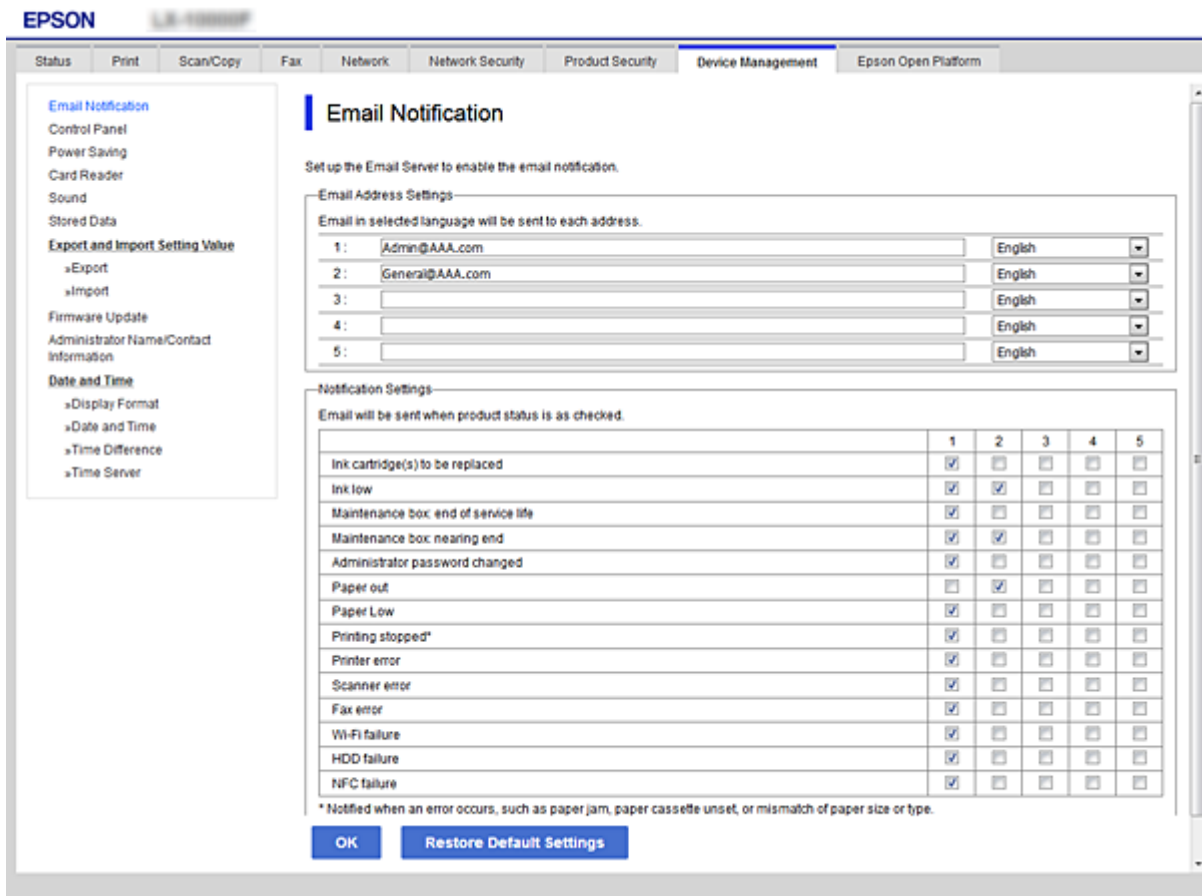 EPSON
Status Print Scan/Copy Fax Network Network Security Product Security Device Management Epson Open Platform
Email Notification
Control Panel
Power Saving
Card Reader
Sound
Stored Data
Export and Import Setting Value
»Export
»Import
Firmware Update
Administrator Name/Contact
Information
Date and Time
»Display Format
»Date and Time
»Time Difference
»Time Server
Email Notification
Set up the Email Server to enable the email notification.
Email Address Settings
Email in selected language will be sent to each address.
1 : Admin@AAA.com English
2 : General@AAA.com English
3 : English
4 : English
5 : English
Notification Settings
Email will be sent when product status is as checked.
1 2 3 4 5
Ink cartridge(s) to be replaced
Ink low
Maintenance box: end of service life
Maintenance box: nearing end
Administrator password changed
Paper out
Paper Low
Printing stopped*
Printer error
Scanner error
Fax error
Wi-Fi failure
HDD failure
NFC failure
* Notified when an error occurs, such as paper jam, paper cassette unset, or mismatch of paper size or type.
OK Restore Default Settings